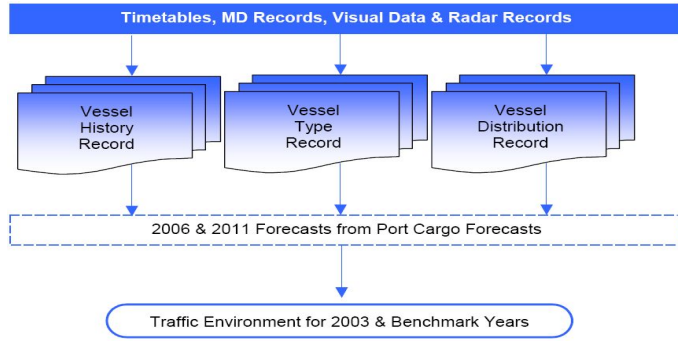 Timetables, MD Records, Visual Data & Radar Records
Vessel
History
Record
Vessel
Type
Record
Vessel
Distribution
Record
2006 & 2011 Forecasts from Port Cargo Forecasts
Traffic Environment for 2003 & Benchmark Years